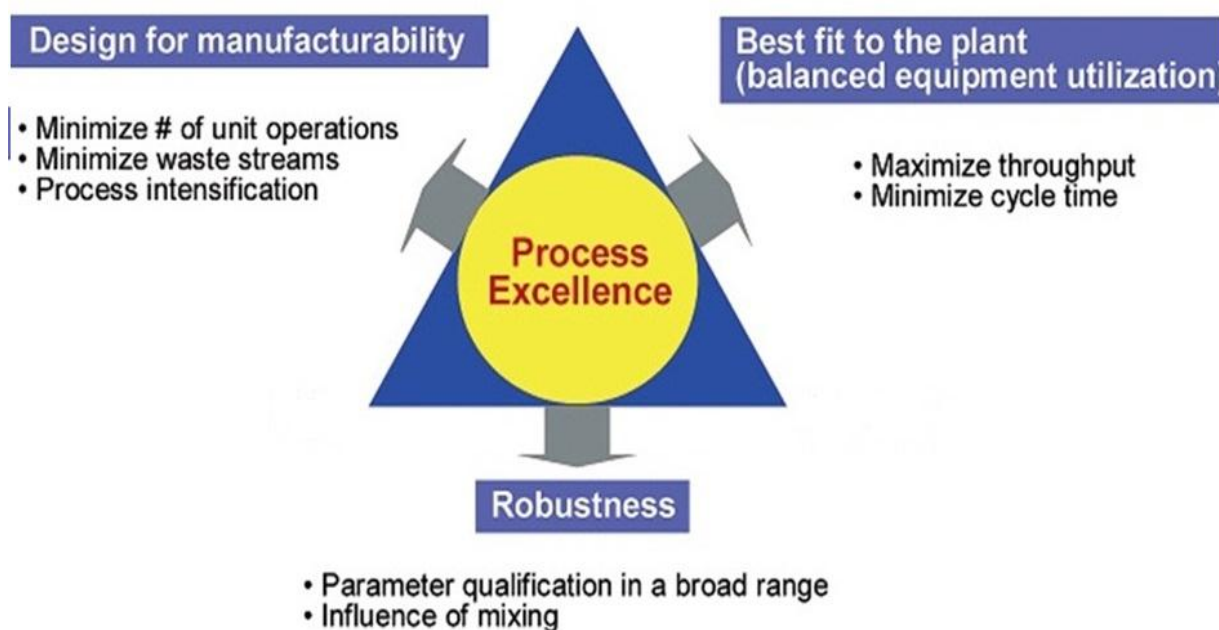 Design for manufacturability
• Minimize # of unit operations
• Minimize waste streams
• Process intensification
Best fit to the plant
(balanced equipment utilization)
• Maximize throughput
• Minimize cycle time
Process
Excellence
Robustness
• Parameter qualification in a broad range
• Influence of mixing